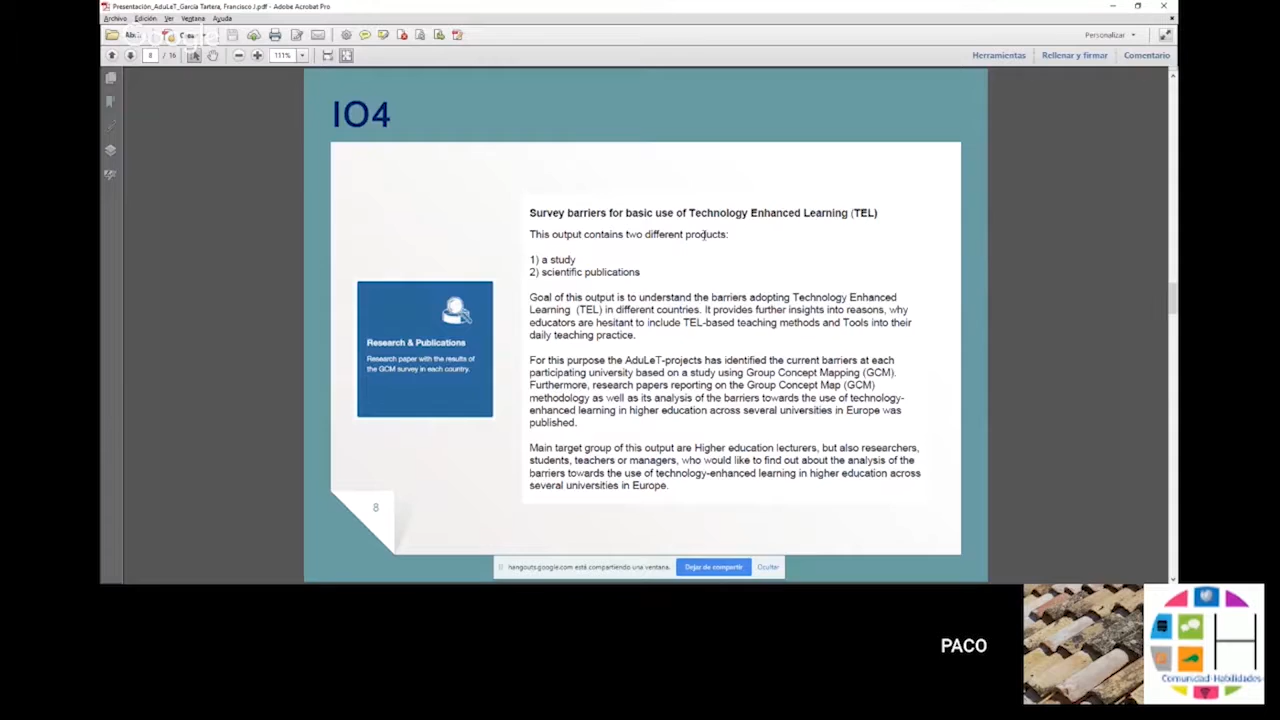 Presentación_AduLeT_García Tartera, Francisco J.pdf - Adobe Acrobat Pro
Archivo Edición Ver Ventana Ayuda
Google
Personalizar
8 / 16
111%
Herramientas Rellenar y firmar Comentario
IO4
Survey barriers for basic use of Technology Enhanced Learning (TEL)
This output contains two different products:
1) a study
2) scientific publications
Goal of this output is to understand the barriers adopting Technology Enhanced
Learning (TEL) in different countries. It provides further insights into reasons, why
educators are hesitant to include TEL-based teaching methods and Tools into their
daily teaching practice.
For this purpose the AduLeT-projects has identified the current barriers at each
participating university based on a study using Group Concept Mapping (GCM).
Furthermore, research papers reporting on the Group Concept Map (GCM)
methodology as well as its analysis of the barriers towards the use of technology-
enhanced learning in higher education across several universities in Europe was
published.
Main target group of this output are Higher education lecturers, but also researchers,
students, teachers or managers, who would like to find out about the analysis of the
barriers towards the use of technology-enhanced learning in higher education across
several universities in Europe.
Research & Publications
Research paper with the results of
the GCM survey in each country.
8
hangouts.google.com está compartiendo una ventana. Dejar de compartir Ocultar
PACO
H
Comunidad-Habilidades